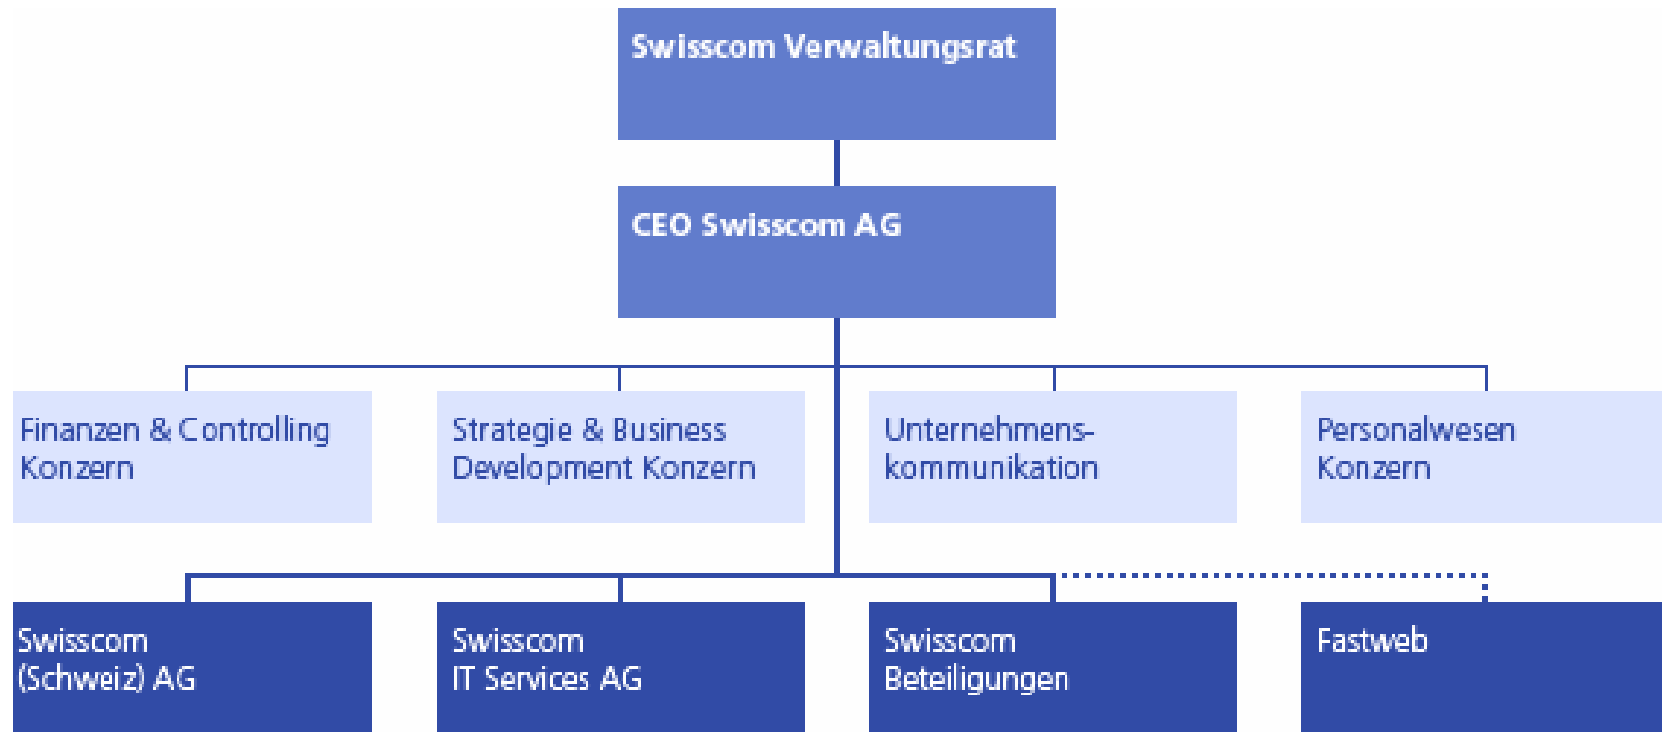 Swisscom Verwaltungsrat
CEO Swisscom AG
Finanzen & Controlling
Konzern
Strategie & Business
Development Konzern
Unternehmens-
kommunikation
Personalwesen
Konzern
Swisscom
(Schweiz) AG
Swisscom
IT Services AG
Swisscom
Beteiligungen
Fastweb